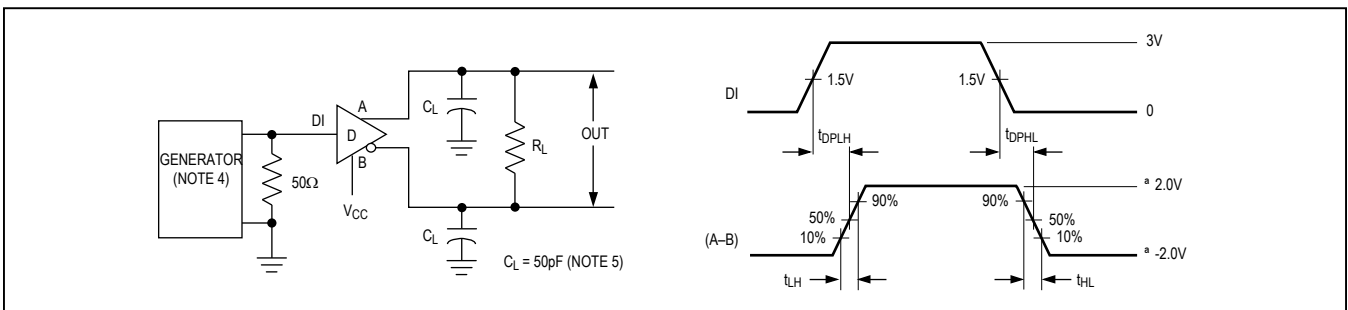 GENERATOR
(NOTE 4)
50Ω
DI
D
A
B
VCC
CL
CL
RL
OUT
CL = 50pF (NOTE 5)
DI
1.5V
1.5V
3V
0
tDPLH
tDPHL
(A–B)
90%
50%
10%
90%
50%
10%
ª 2.0V
ª -2.0V
tLH
tHL